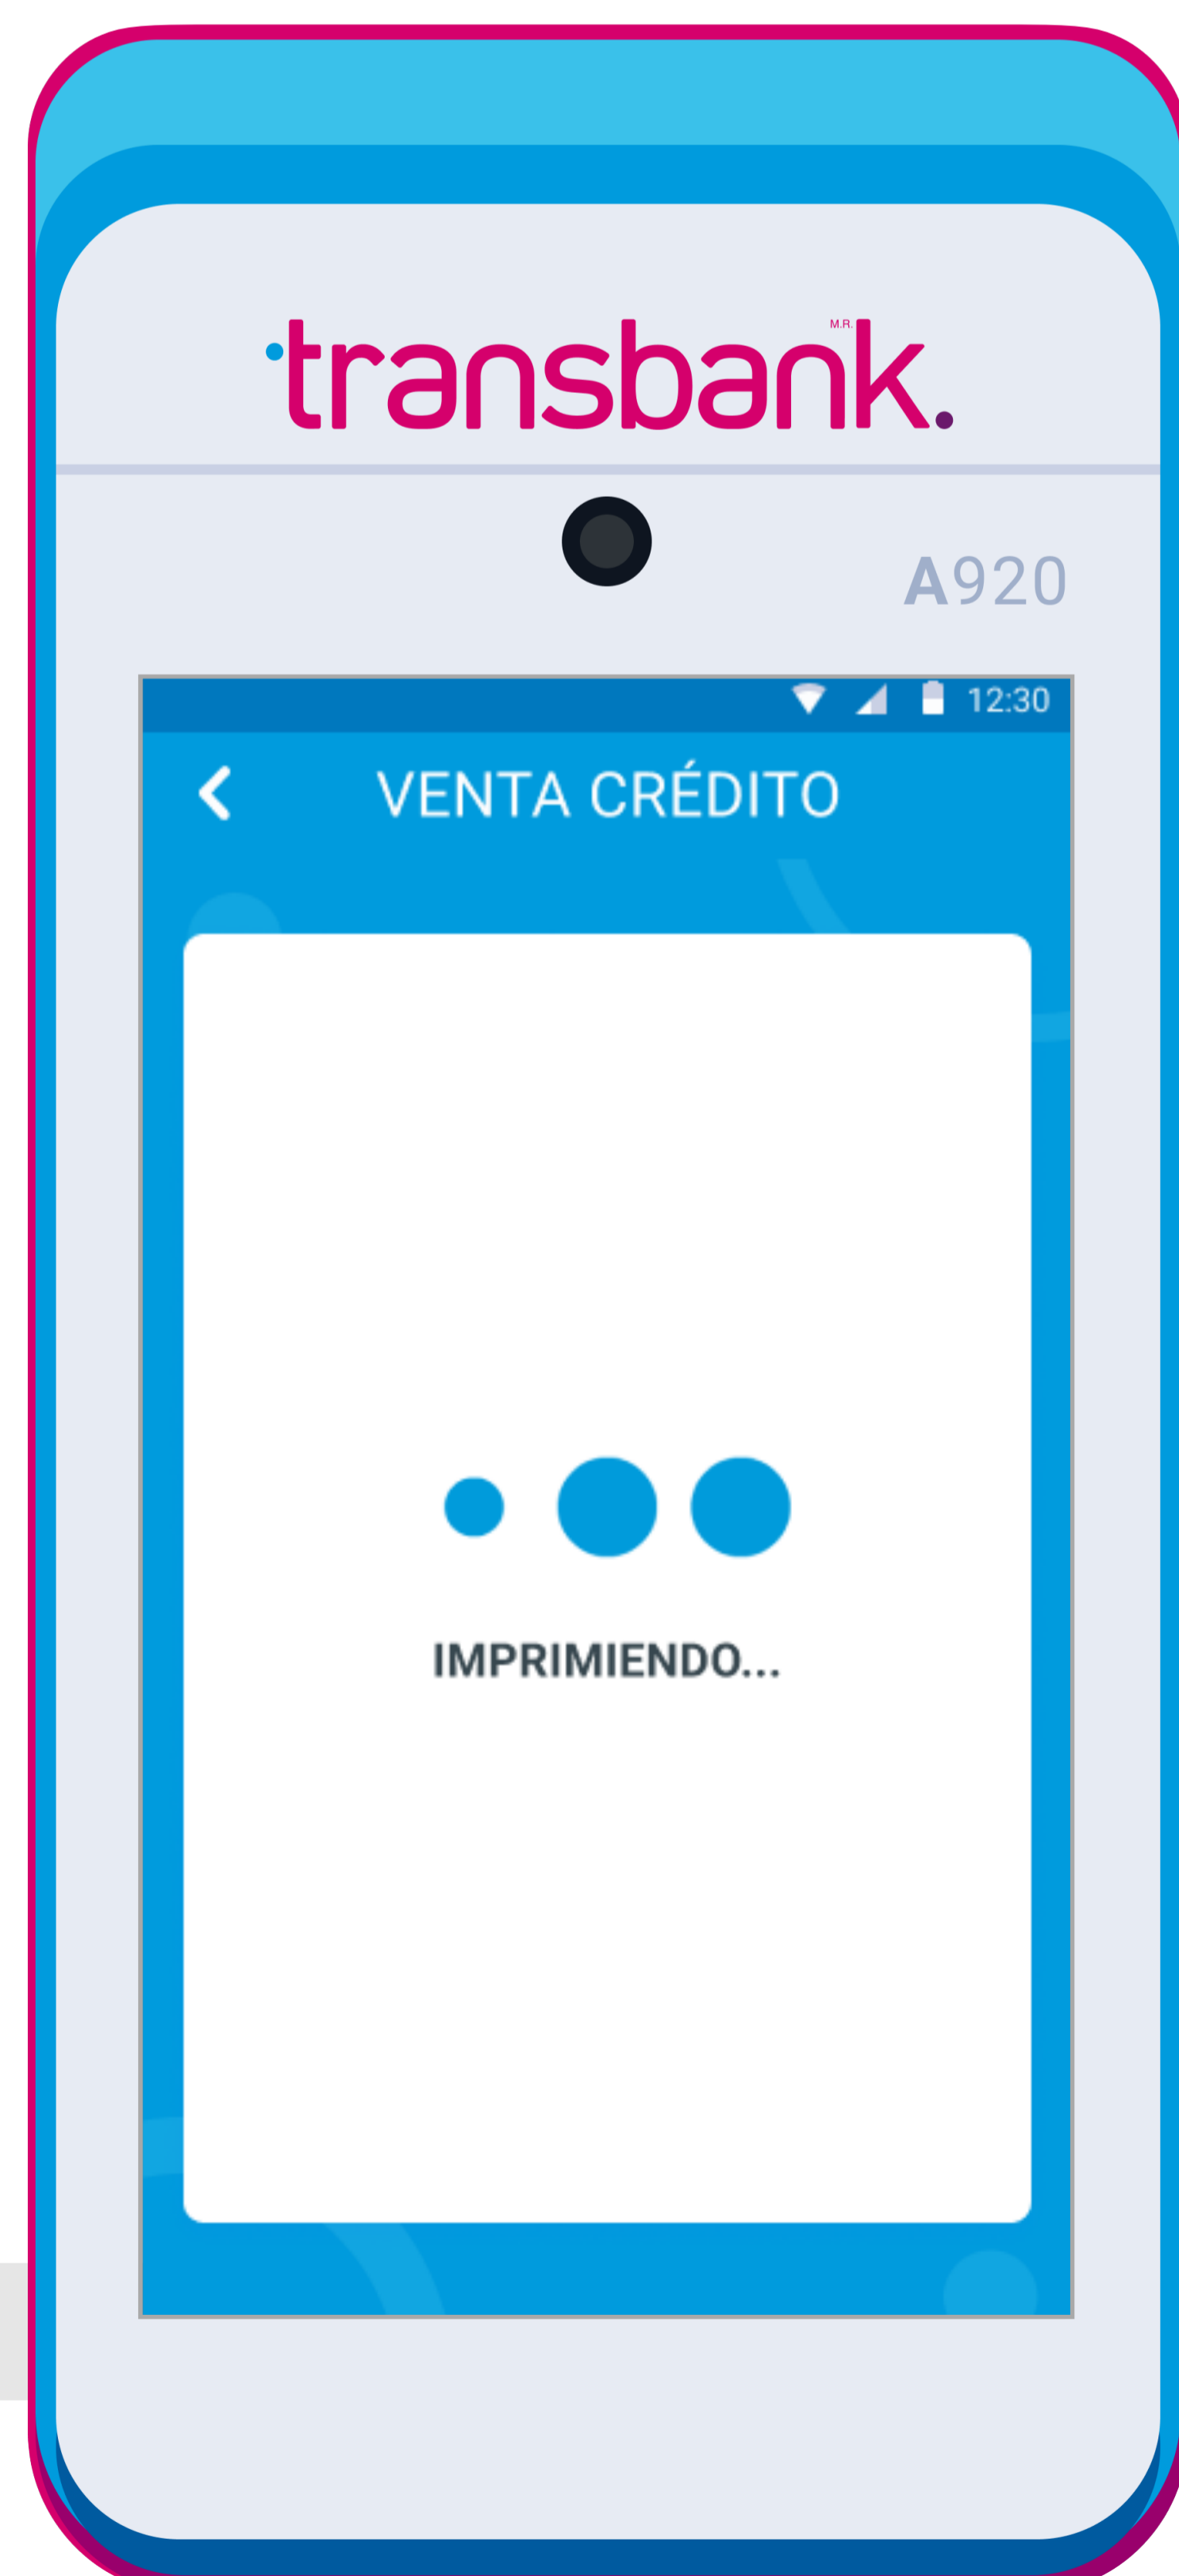 transbank.
M.R.
A920
12:30
VENTA CRÉDITO
IMPRIMIENDO...